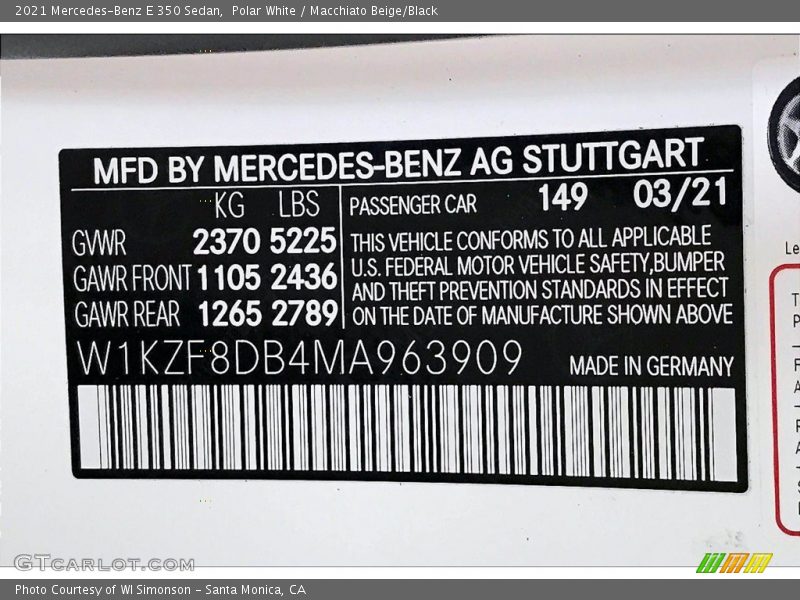 2021 Mercedes-Benz E 350 Sedan, Polar White / Macchiato Beige/Black
MFD BY MERCEDES-BENZ AG STUTTGART
KG LBS
GVWR 2370 5225
GAWR FRONT 1105 2436
GAWR REAR 1265 2789
PASSENGER CAR 149 03/21
THIS VEHICLE CONFORMS TO ALL APPLICABLE
U.S. FEDERAL MOTOR VEHICLE SAFETY,BUMPER
AND THEFT PREVENTION STANDARDS IN EFFECT
ON THE DATE OF MANUFACTURE SHOWN ABOVE
W1KZF8DB4MA963909
MADE IN GERMANY
Le
GTCARLOT.COM
Photo Courtesy of WI Simonson - Santa Monica, CA